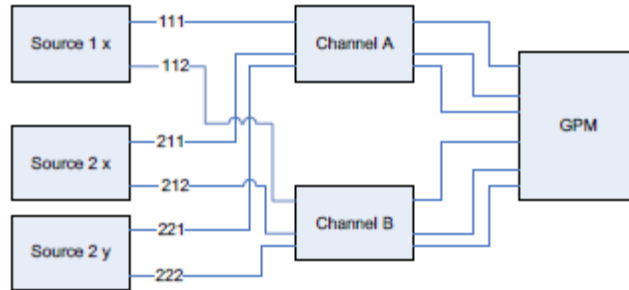 Source 1 x
111
112
Channel A
GPM
Source 2 x
211
212
Channel B
Source 2 y
221
222